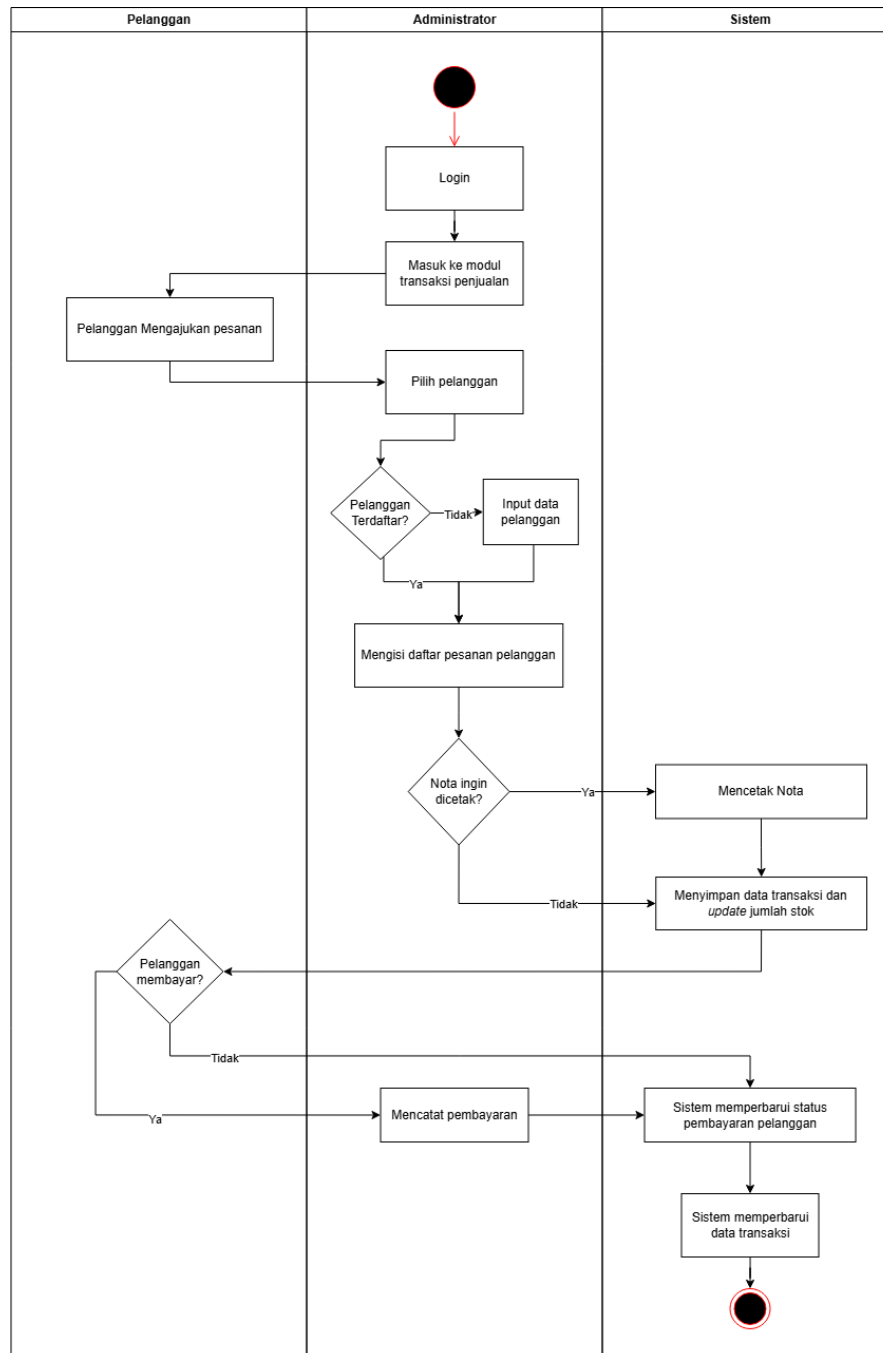 Pelanggan
Administrator
Sistem
Login
Masuk ke modul
transaksi penjualan
Pelanggan Mengajukan pesanan
Pilih pelanggan
Pelanggan
Terdaftar?
Tidak
Input data
pelanggan
Ya
Mengisi daftar pesanan pelanggan
Nota ingin
dicetak?
Ya
Mencetak Nota
Tidak
Menyimpan data transaksi dan
update jumlah stok
Pelanggan
membayar?
Tidak
Ya
Mencatat pembayaran
Sistem memperbarui status
pembayaran pelanggan
Sistem memperbarui
data transaksi